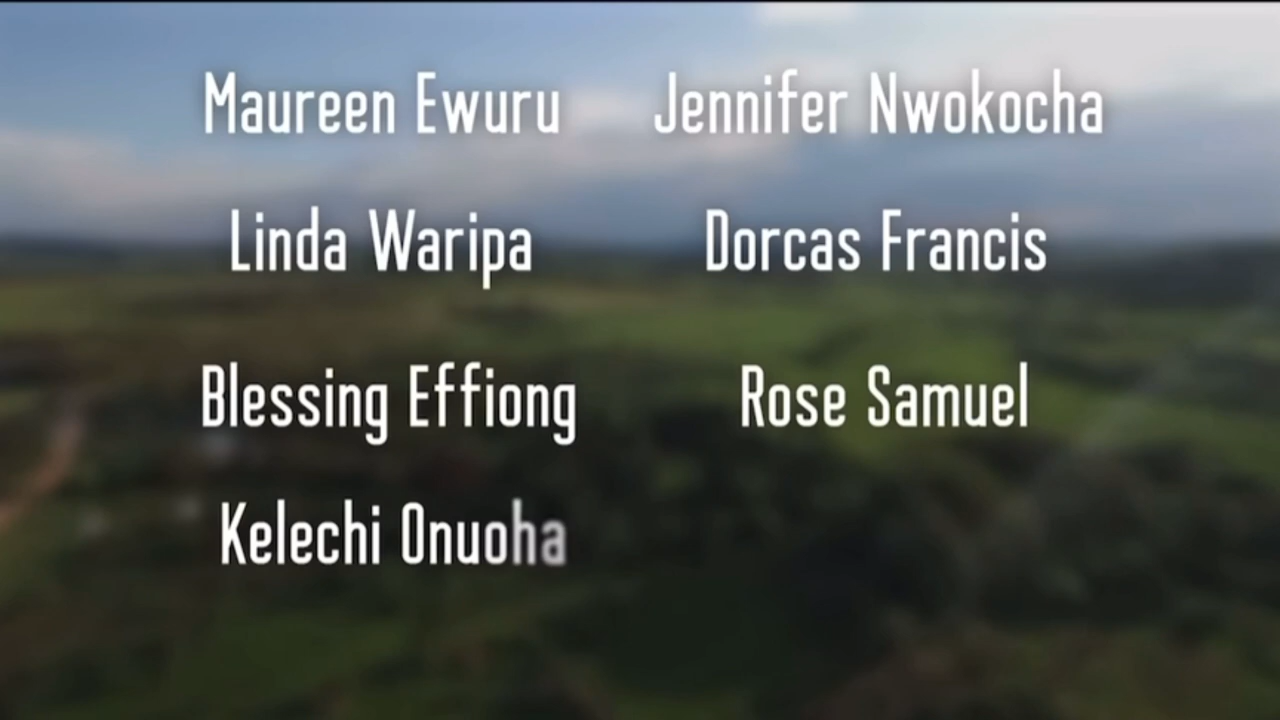 Maureen Ewuru Jennifer Nwokocha
Linda Waripa Dorcas Francis
Blessing Effiong Rose Samuel
Kelechi Onuoha